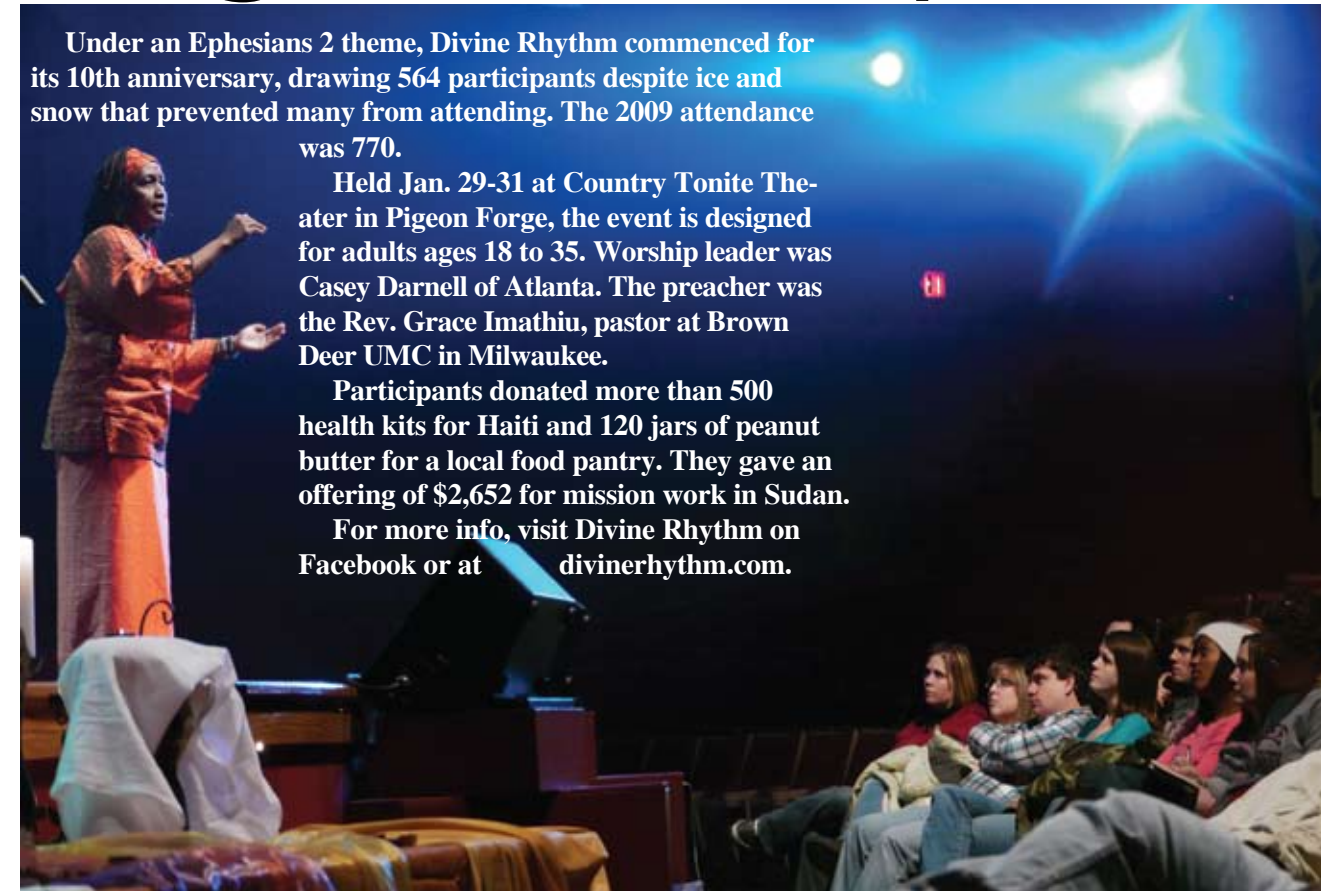 Under an Ephesians 2 theme, Divine Rhythm commenced for
its 10th anniversary, drawing 564 participants despite ice and
snow that prevented many from attending. The 2009 attendance
was 770.
Held Jan. 29-31 at Country Tonite The-
ater in Pigeon Forge, the event is designed
for adults ages 18 to 35. Worship leader was
Casey Darnell of Atlanta. The preacher was
the Rev. Grace Imathiu, pastor at Brown
Deer UMC in Milwaukee.
Participants donated more than 500
health kits for Haiti and 120 jars of peanut
butter for a local food pantry. They gave an
offering of $2,652 for mission work in Sudan.
For more info, visit Divine Rhythm on
Facebook or at divinerhythm.com.